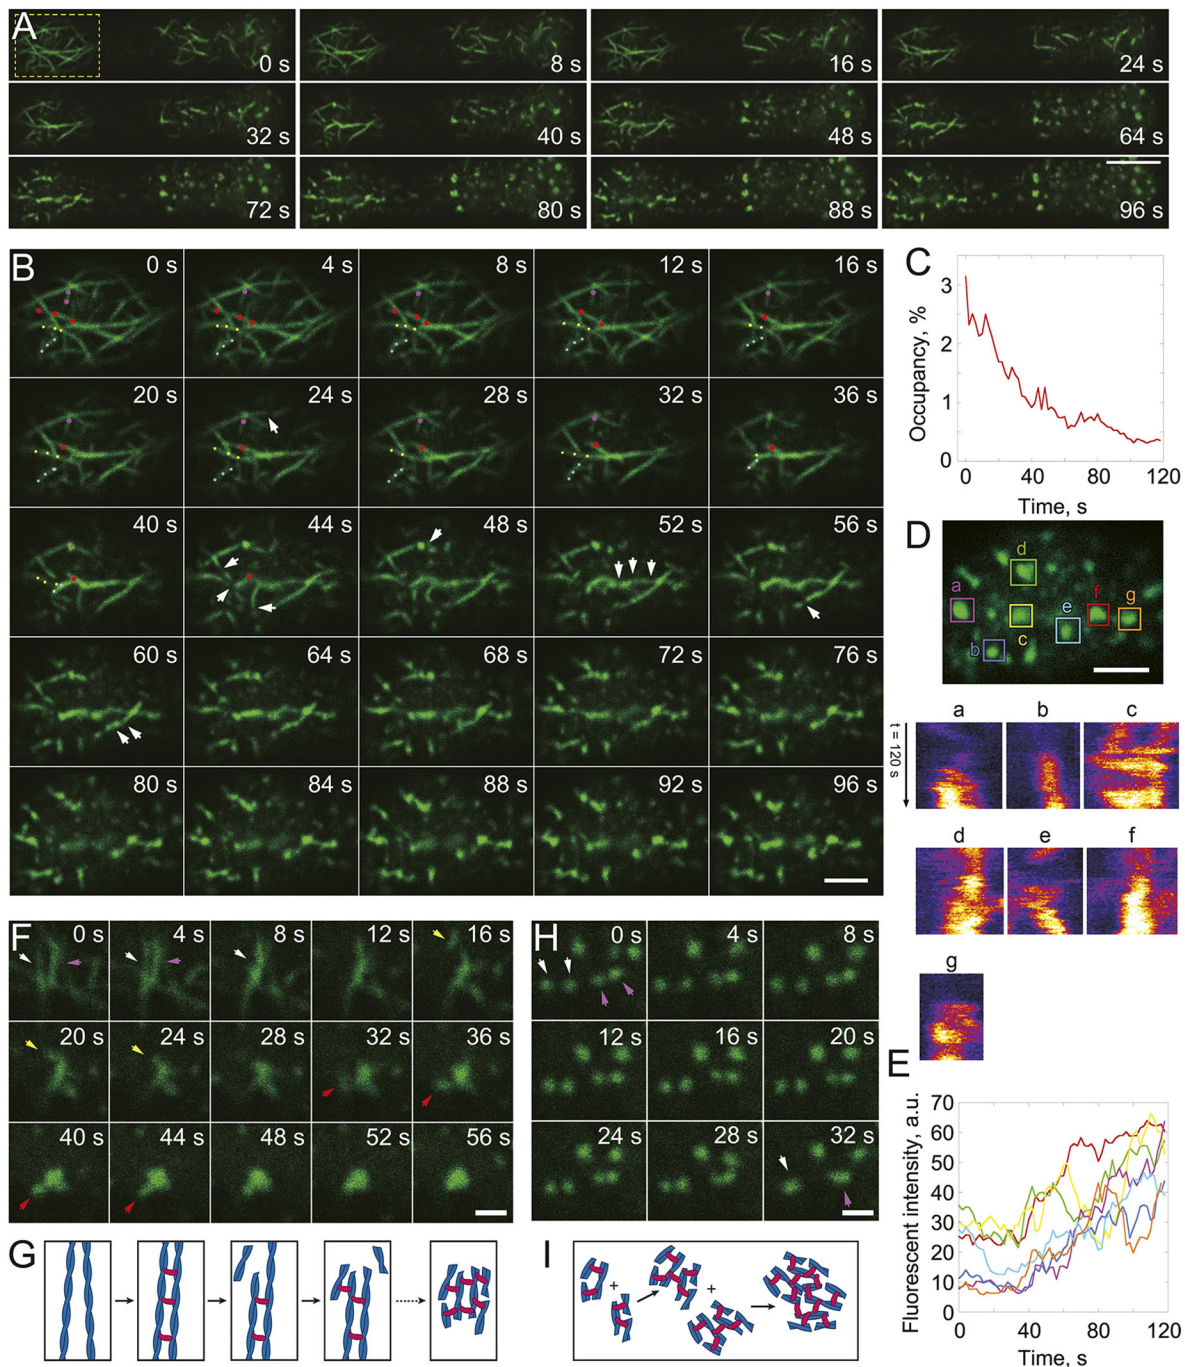 A
0 s
8 s
16 s
24 s
32 s
40 s
48 s
64 s
72 s
80 s
88 s
96 s
B
0 s
4 s
8 s
12 s
16 s
20 s
24 s
28 s
32 s
36 s
40 s
44 s
48 s
52 s
56 s
60 s
64 s
68 s
72 s
76 s
80 s
84 s
88 s
92 s
96 s
C
Occupancy, %
3
2
1
0
0
40
80
120
Time, s
D
a
b
c
d
e
f
g
a
b
c
t = 120 s
d
e
f
g
E
Fluorescent intensity, a.u.
70
60
50
40
30
20
10
0
0
40
80
120
Time, s
F
0 s
4 s
8 s
12 s
16 s
20 s
24 s
28 s
32 s
36 s
40 s
44 s
48 s
52 s
56 s
H
0 s
4 s
8 s
12 s
16 s
20 s
24 s
28 s
32 s
G
I
+
+